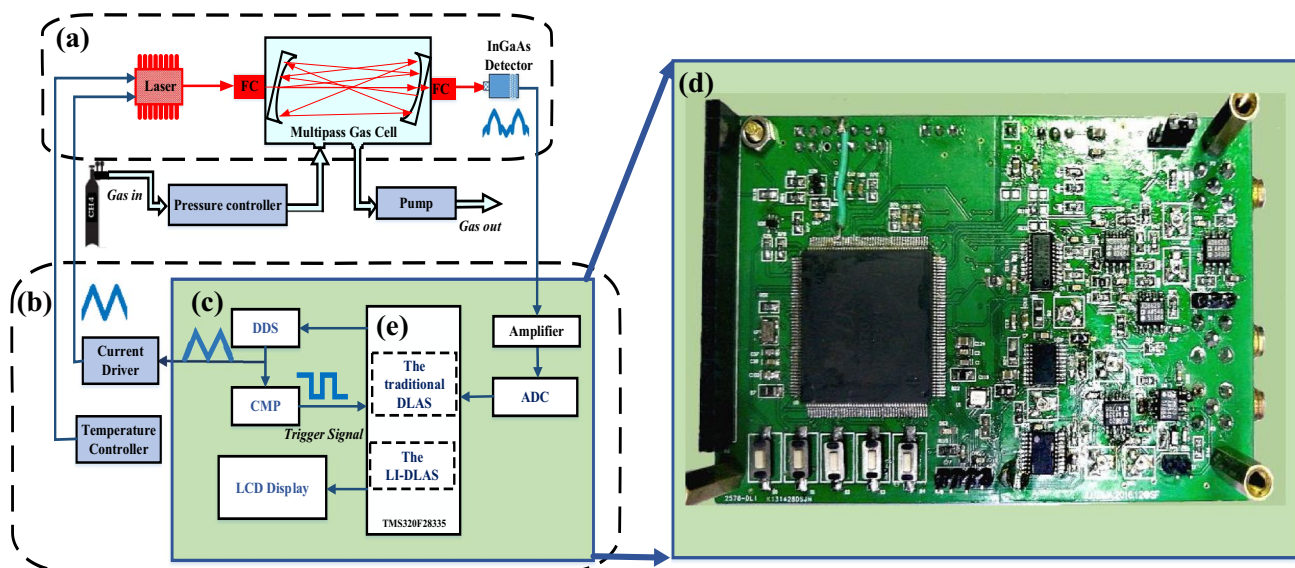 (a)
InGaAs
Detector
Laser
FC
FC
Multipass Gas Cell
CH4
Gas in
Pressure controller
Pump
Gas out
(b)
(c)
DDS
(e)
Amplifier
Current
Driver
The
traditional
DLAS
CMP
ADC
Trigger Signal
Temperature
Controller
The
LI-DLAS
LCD Display
TMS320F28335
(d)